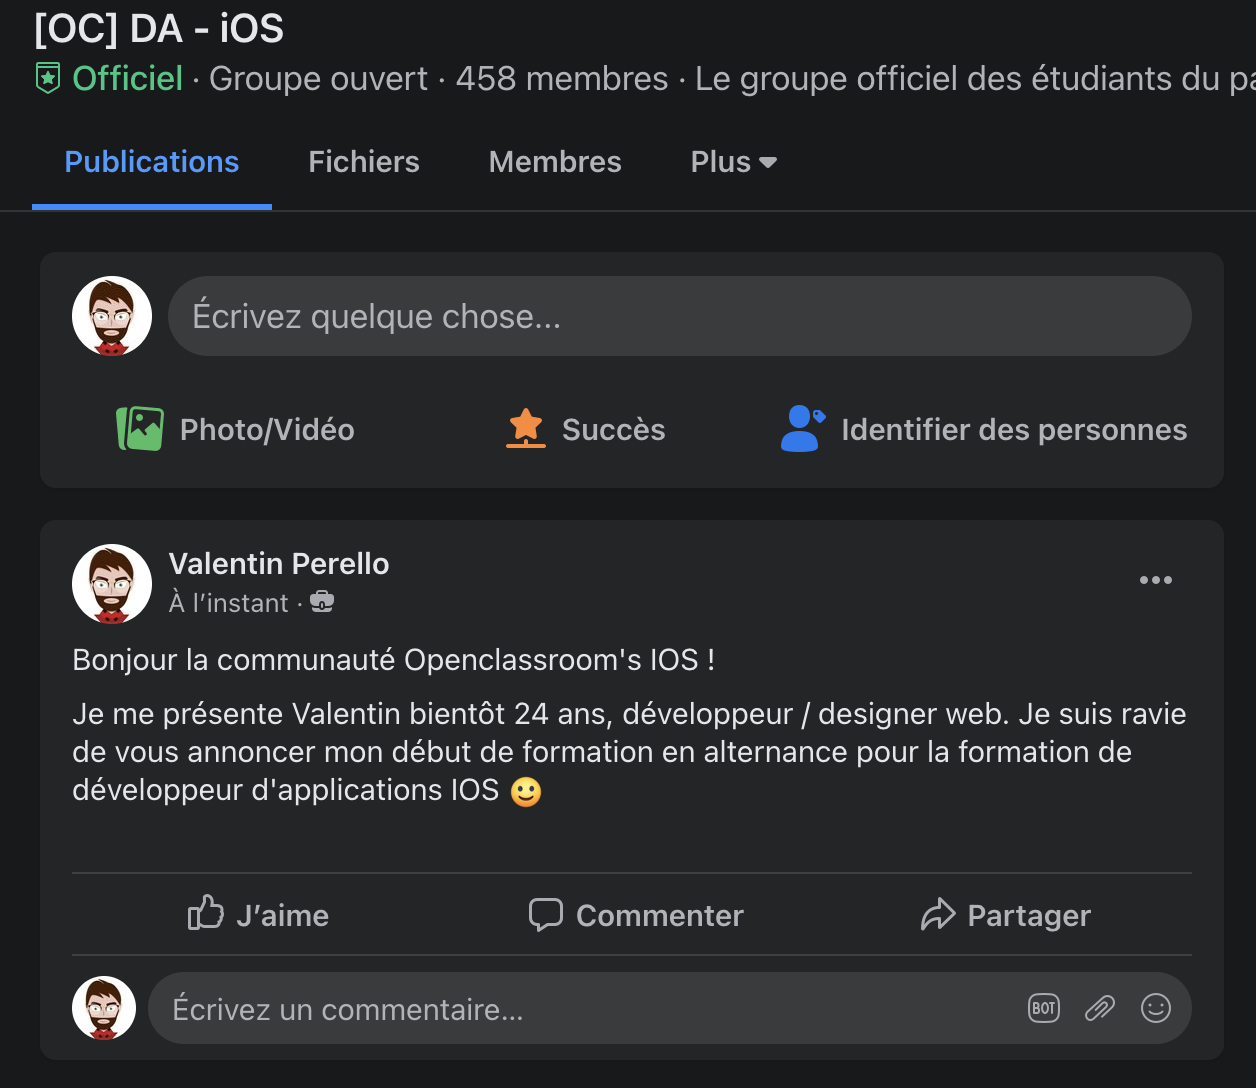 [OC] DA - iOS
Officiel · Groupe ouvert · 458 membres · Le groupe officiel des étudiants du
Publications Fichiers Membres Plus
Écrivez quelque chose...
Photo/Vidéo Succès Identifier des personnes
Valentin Perello
À l'instant ·
Bonjour la communauté Openclassroom's IOS !
Je me présente Valentin bientôt 24 ans, développeur / designer web. Je suis ravie
de vous annoncer mon début de formation en alternance pour la formation de
développeur d'applications IOS 🙂
J'aime Commenter Partager
Écrivez un commentaire... BOT